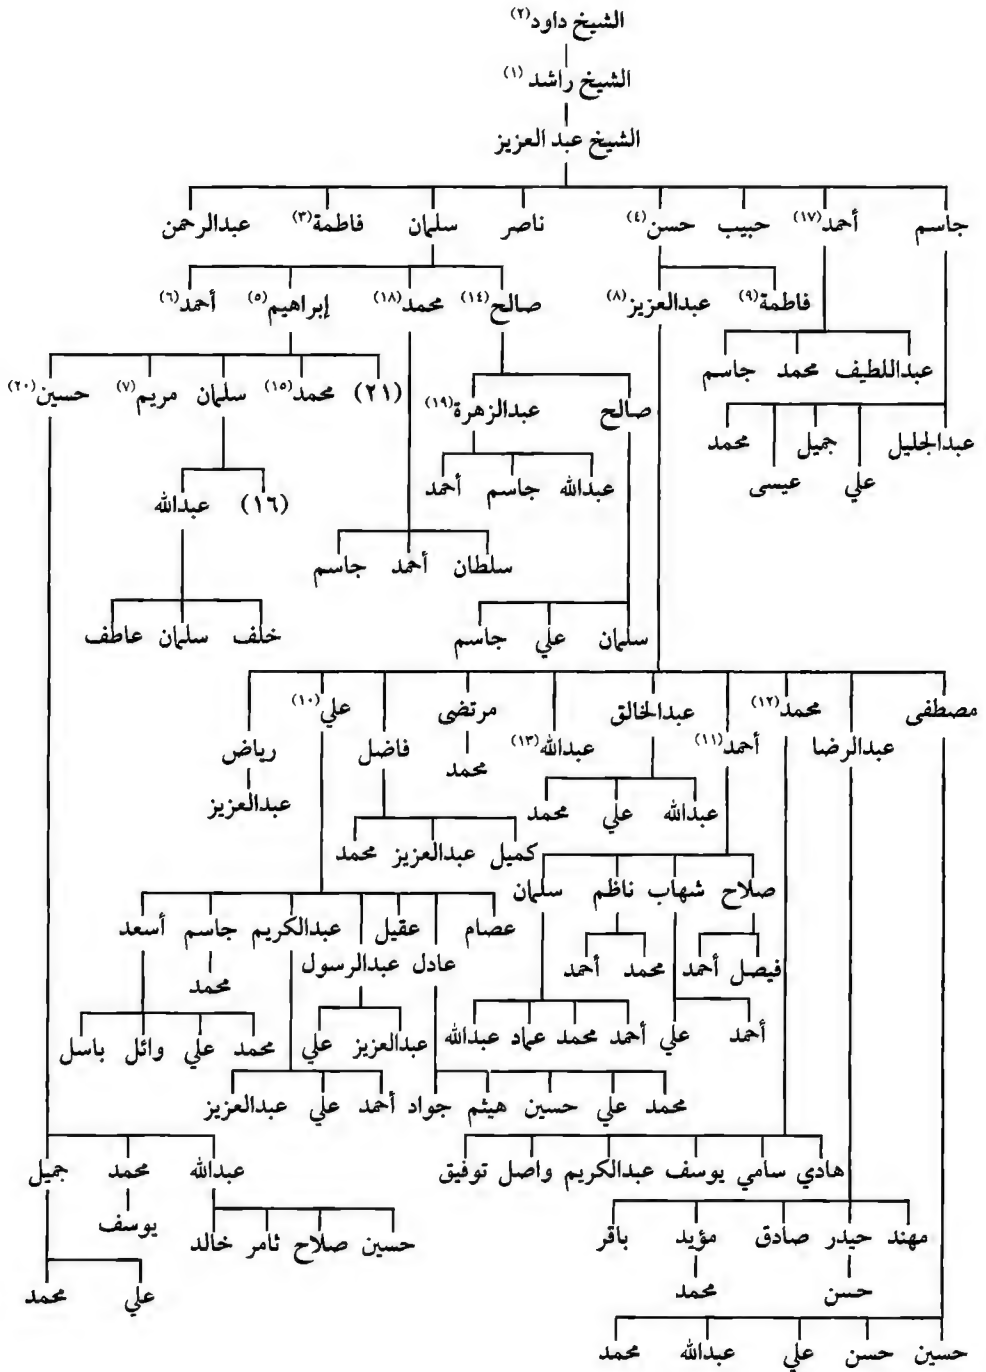 الشيخ داود (٢)
الشيخ راشد (١)
الشيخ عبد العزيز
جاسم أحمد (١٧) حبيب حسن (٤) ناصر سلمان فاطمة (٣) عبدالرحمن
فاطمة (٩) عبدالعزيز (٨) صالح (١٤) محمد (١٨) إبراهيم (٥) أحمد (٦)
عبداللطيف محمد جاسم
(٢١) محمد (١٥) سلمان مريم (٧) حسين (٢٠)
صالح عبدالزهرة (١٩)
عبدالجليل علي جميل عيسى محمد
عبدالله جاسم أحمد
(١٦) عبدالله
سلطان أحمد جاسم
سلمان علي جاسم
خلف سلمان عاطف
مصطفى عبدالرضا محمد (١٢) أحمد (١١) عبدالخالق عبدالله (١٣) مرتضى فاضل علي (١٠) رياض
محمد
عبدالعزيز
عبدالله علي محمد
كميل عبدالعزيز محمد
صلاح شهاب ناظم سلمان
عصام عادل عقيل عبدالرسول عبدالكريم جاسم أسعد
فيصل أحمد محمد أحمد
محمد
أحمد علي أحمد محمد عماد عبدالله
عبدالعزيز علي
محمد علي وائل باسل
محمد علي حسين هيثم جواد أحمد علي عبدالعزيز
هادي سامي يوسف عبدالكريم واصل توفيق
عبدالله محمد جميل
يوسف
مهند حيدر صادق مؤيد باقر
حسين صلاح ثامر خالد
حسن محمد
علي محمد
حسين حسن علي عبدالله محمد